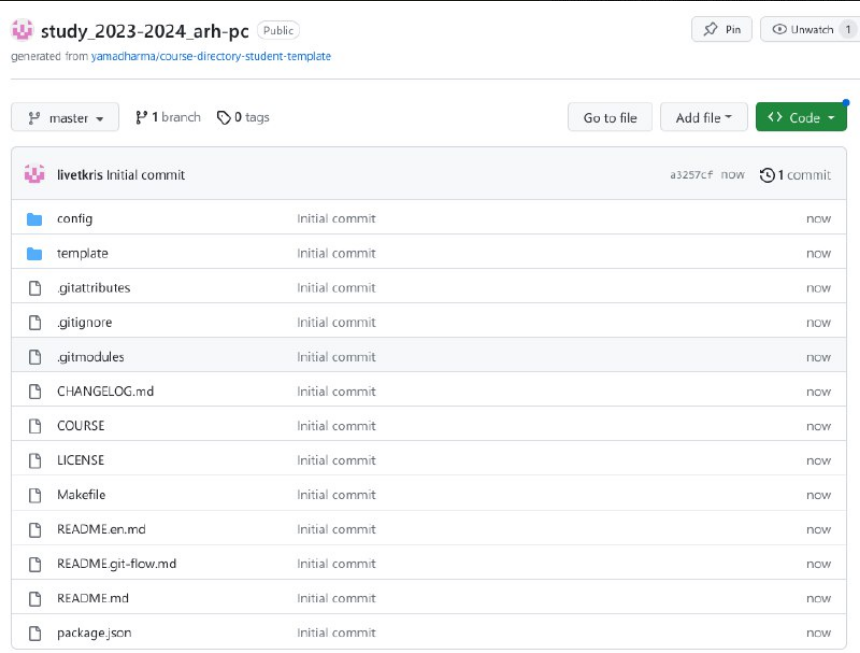 study_2023-2024_arh-pc Public Pin Unwatch 1
generated from yamadharma/course-directory-student-template
master 1 branch 0 tags Go to file Add file Code
livetkris Initial commit a3257cf now 1 commit
config Initial commit now
template Initial commit now
.gitattributes Initial commit now
.gitignore Initial commit now
.gitmodules Initial commit now
CHANGELOG.md Initial commit now
COURSE Initial commit now
LICENSE Initial commit now
Makefile Initial commit now
README.en.md Initial commit now
README.git-flow.md Initial commit now
README.md Initial commit now
package.json Initial commit now